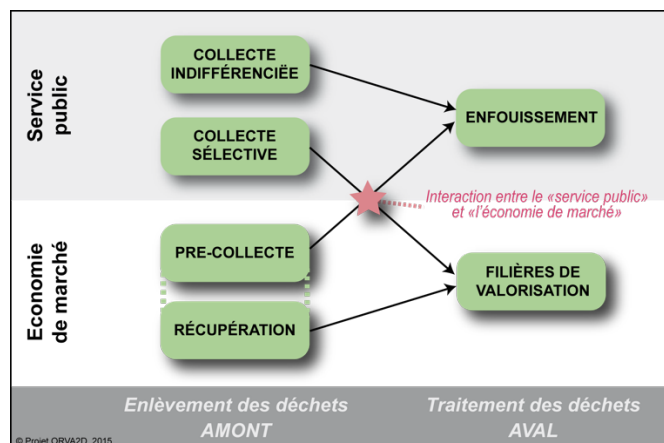 Service
public
COLLECTE
INDIFFÉRENCIËE
COLLECTE
SÉLECTIVE
ENFOUISSEMENT
Interaction entre le «service public»
et «l'économie de marché»
Economie
de marché
PRE-COLLECTE
RÉCUPÉRATION
FILIÈRES DE
VALORISATION
Enlèvement des déchets
AMONT
Traitement des déchets
AVAL
© Projet ORVA2D, 2015